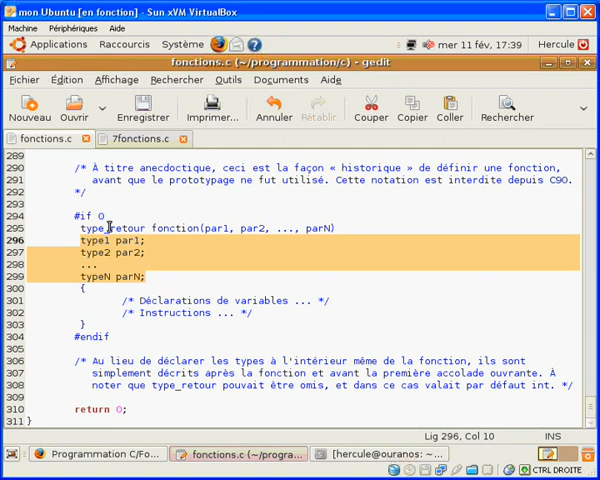 mon Ubuntu [en fonction] - Sun xVM VirtualBox
Machine Périphériques Aide
Applications Raccourcis Système mer 11 fév, 17:39 Hercule
fonctions.c (~/programmation/c) - gedit
Fichier Édition Affichage Rechercher Outils Documents Aide
Nouveau Ouvrir Enregistrer Imprimer... Annuler Rétablir Couper Copier Coller Rechercher
fonctions.c 7fonctions.c
289
290 /* À titre anecdoctique, ceci est la façon « historique » de définir une fonction,
291 avant que le prototypage ne fut utilisé. Cette notation est interdite depuis C90.
292 */
293
294 #if 0
295 type_retour fonction(par1, par2, ..., parN)
296 type1 par1;
297 type2 par2;
298 ...
299 typeN parN;
300 {
301 /* Déclarations de variables ... */
302 /* Instructions ... */
303 }
304 #endif
305
306 /* Au lieu de déclarer les types à l'intérieur même de la fonction, ils sont
307 simplement décrits après la fonction et avant la première accolade ouvrante. À
308 noter que type_retour pouvait être omis, et dans ce cas valait par défaut int. */
309
310 return 0;
311 }
Lig 296, Col 10 INS
Programmation C/Fo... fonctions.c (~/progra... [hercule@ouranos: ~...
CTRL DROITE